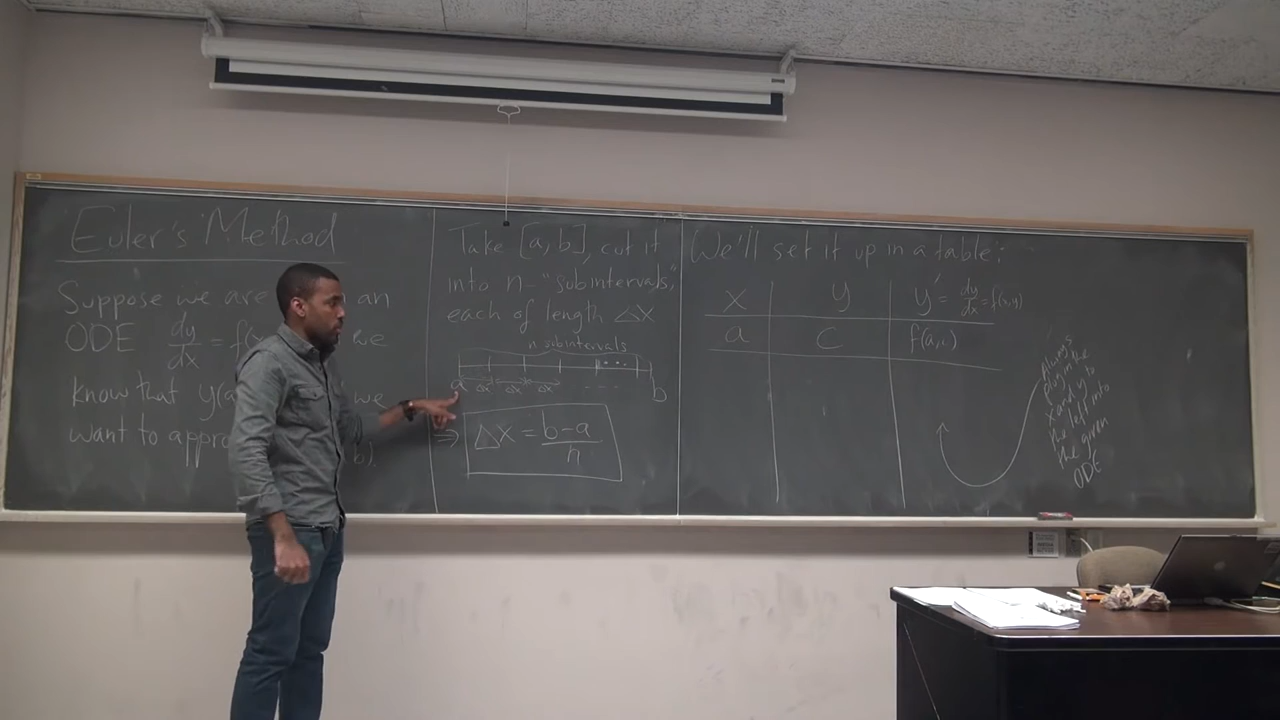 Euler's Method
Suppose we are an
ODE dy/dx = f( we
know that y(a we
want to appro b).
Take [a,b], cut it
into n-"subintervals,"
each of length Δx
n subintervals
a Δx Δx Δx ---- b
⇒ Δx = b-a/n
We'll set it up in a table:
x y y' = dy/dx = f(x,y)
a c f(a,c)
Always
plug in the
x and y to
the left into
the given
ODE